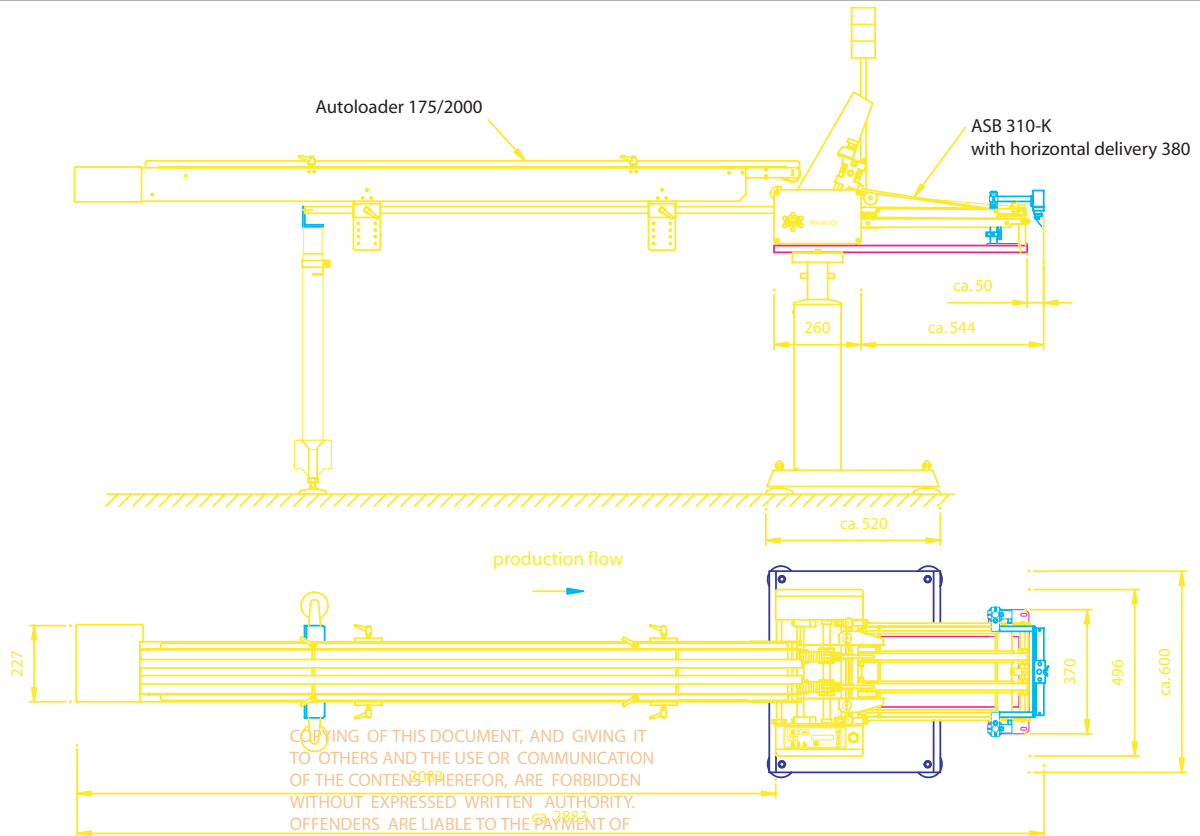 Autoloader 175/2000
ASB 310-K
with horizontal delivery 380
ca. 50
260
ca. 544
ca. 520
production flow
227
370
496
ca. 600
COPYING OF THIS DOCUMENT, AND GIVING IT
TO OTHERS AND THE USE OR COMMUNICATION
OF THE CONTENS THEREFOR, ARE FORBIDDEN
2083
WITHOUT EXPRESSED WRITTEN AUTHORITY.
ca. 2883
OFFENDERS ARE LIABLE TO THE PAYMENT OF